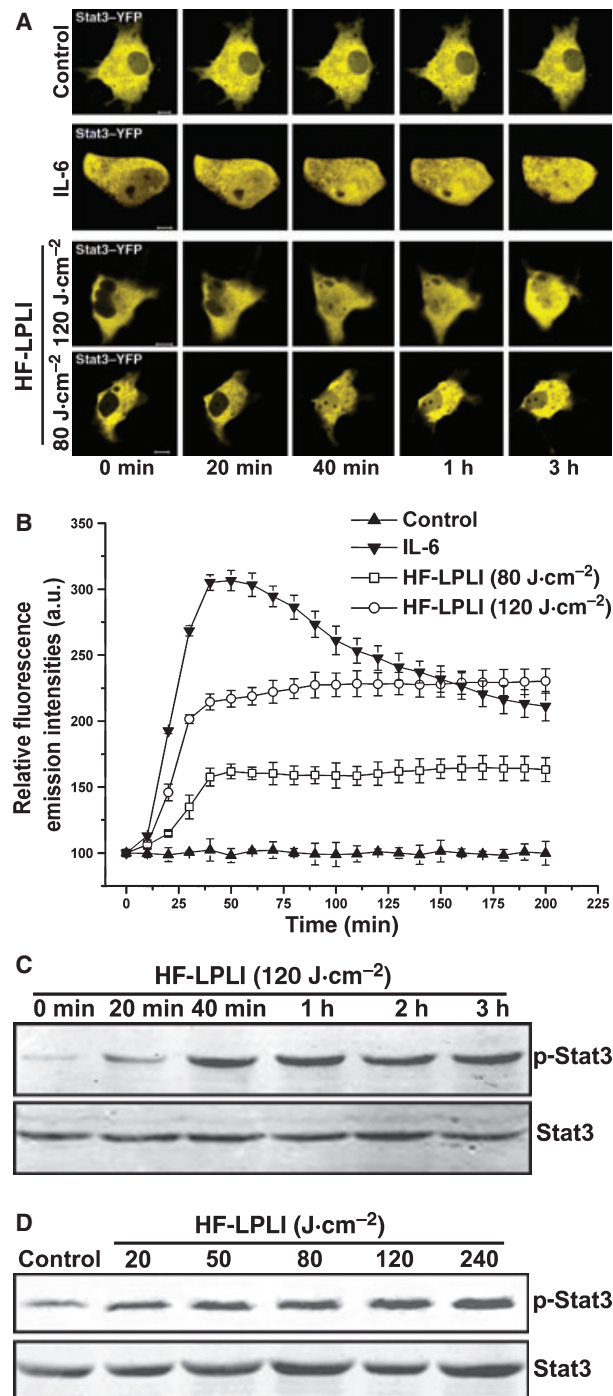 A
Control
Stat3–YFP
IL-6
Stat3–YFP
HF-LPLI
120 J·cm⁻²
Stat3–YFP
80 J·cm⁻²
Stat3–YFP
0 min 20 min 40 min 1 h 3 h
B
Relative fluorescence
emission intensities (a.u.)
350
300
250
200
150
100
Control
IL-6
HF-LPLI (80 J·cm⁻²)
HF-LPLI (120 J·cm⁻²)
0 25 50 75 100 125 150 175 200 225
Time (min)
C
HF-LPLI (120 J·cm⁻²)
0 min 20 min 40 min 1 h 2 h 3 h
p-Stat3
Stat3
D
HF-LPLI (J·cm⁻²)
Control 20 50 80 120 240
p-Stat3
Stat3